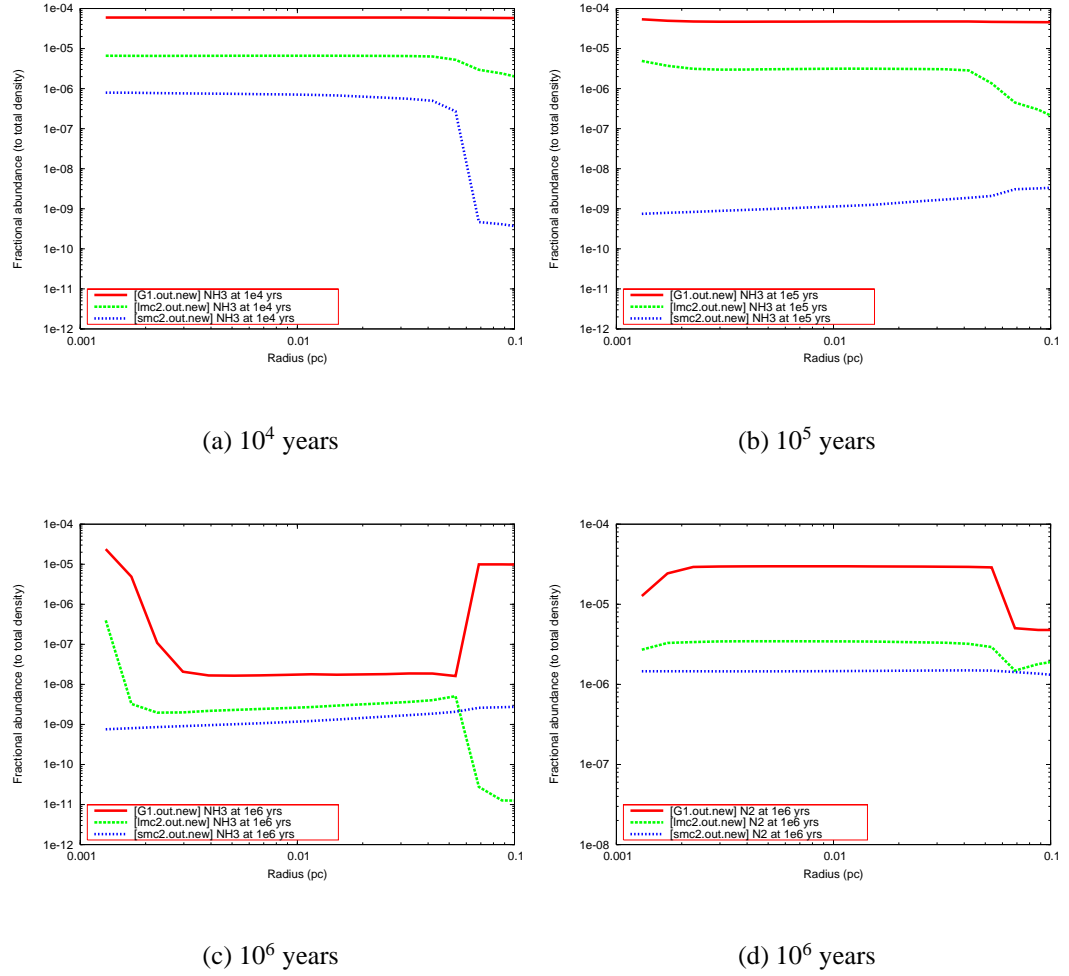 1e-04
1e-05
1e-06
1e-07
1e-08
1e-09
1e-10
1e-11
1e-12
Fractional abundance (to total density)
[G1.out.new] NH3 at 1e4 yrs
[lmc2.out.new] NH3 at 1e4 yrs
[smc2.out.new] NH3 at 1e4 yrs
0.001
0.01
0.1
Radius (pc)
(a) 10⁴ years
1e-04
1e-05
1e-06
1e-07
1e-08
1e-09
1e-10
1e-11
1e-12
Fractional abundance (to total density)
[G1.out.new] NH3 at 1e5 yrs
[lmc2.out.new] NH3 at 1e5 yrs
[smc2.out.new] NH3 at 1e5 yrs
0.001
0.01
0.1
Radius (pc)
(b) 10⁵ years
1e-04
1e-05
1e-06
1e-07
1e-08
1e-09
1e-10
1e-11
1e-12
Fractional abundance (to total density)
[G1.out.new] NH3 at 1e6 yrs
[lmc2.out.new] NH3 at 1e6 yrs
[smc2.out.new] NH3 at 1e6 yrs
0.001
0.01
0.1
Radius (pc)
(c) 10⁶ years
1e-04
1e-05
1e-06
1e-07
1e-08
Fractional abundance (to total density)
[G1.out.new] N2 at 1e6 yrs
[lmc2.out.new] N2 at 1e6 yrs
[smc2.out.new] N2 at 1e6 yrs
0.001
0.01
0.1
Radius (pc)
(d) 10⁶ years